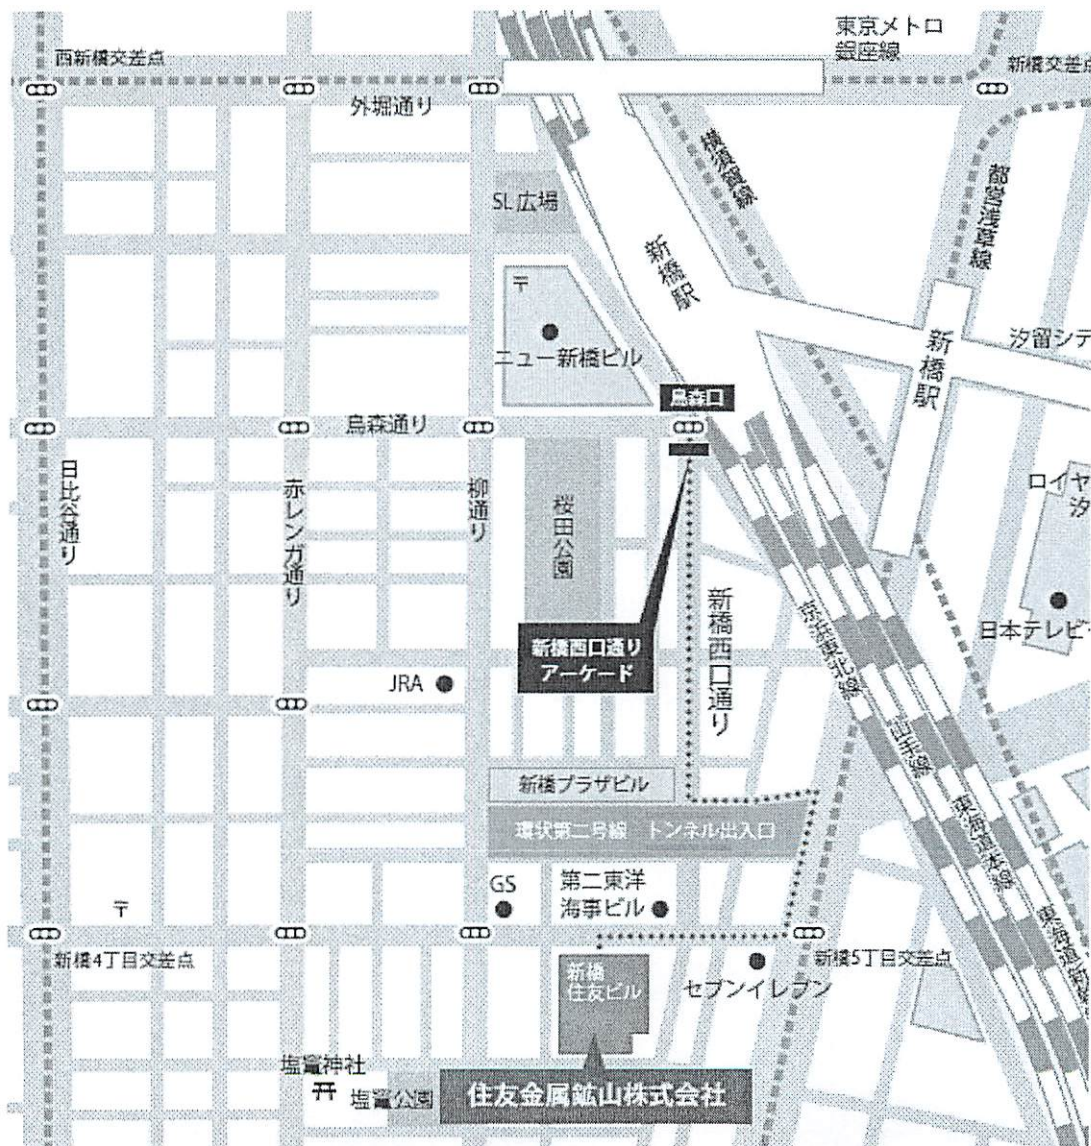 東京メトロ
銀座線
西新橋交差点
新橋交差点
外堀通り
横須賀線
都営浅草線
SL広場
新橋駅
〒
ニュー新橋ビル
新橋駅
汐留シテ
烏森口
烏森通り
日比谷通り
赤レンガ通り
柳通り
桜田公園
ロイヤ
汐
新橋西口通り
日本テレビ
新橋西口通り
アーケード
京浜東北線
JRA
山手線
新橋プラザビル
東海道本線
環状第二号線 トンネル出入口
GS
第二東洋
海事ビル
〒
東海道新
新橋4丁目交差点
新橋
住友ビル
セブンイレブン
新橋5丁目交差点
塩竈神社
塩竈公園
住友金属鉱山株式会社